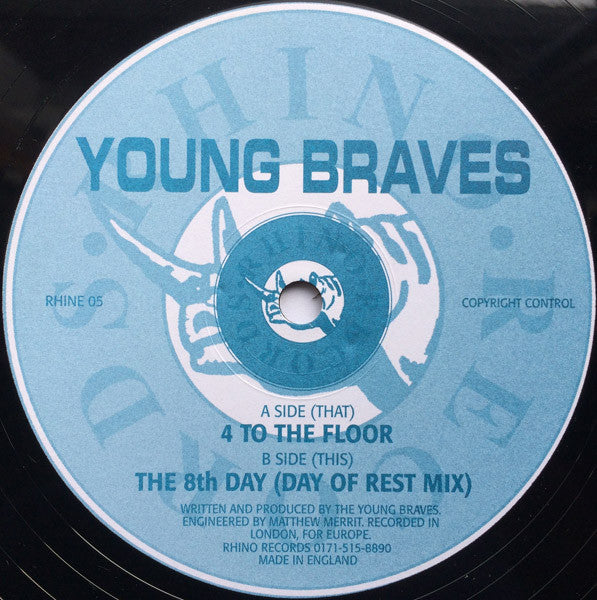 RHINO RECORDS
YOUNG BRAVES
RHINO RECORDS
RHINE 05
COPYRIGHT CONTROL
A SIDE (THAT)
4 TO THE FLOOR
B SIDE (THIS)
THE 8th DAY (DAY OF REST MIX)
WRITTEN AND PRODUCED BY THE YOUNG BRAVES.
ENGINEERED BY MATTHEW MERRIT. RECORDED IN
LONDON, FOR EUROPE.
RHINO RECORDS 0171-515-8890
MADE IN ENGLAND